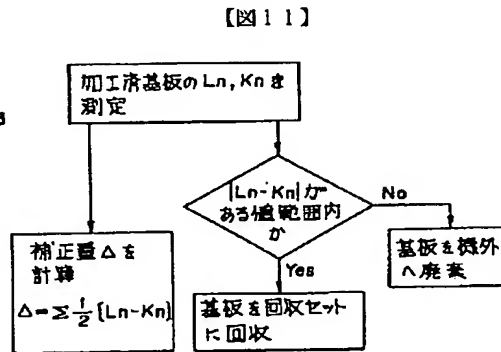 【図11】
加工済基板のLn,Knを
測定
|Ln-Kn|が
ある値範囲内
か
No
Yes
補正量Δを
計算
Δ=Σ1/2{Ln-Kn}
基板を回収セット
に回収
基板を機外
へ廃棄